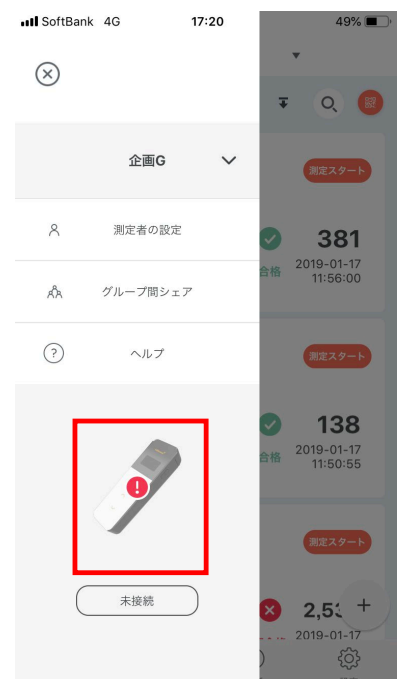 SoftBank 4G 17:20 49%
企画G
測定者の設定
グループ間シェア
ヘルプ
未接続
測定スタート
合格
381
2019-01-17
11:56:00
測定スタート
合格
138
2019-01-17
11:50:55
測定スタート
2,53
2019-01-17